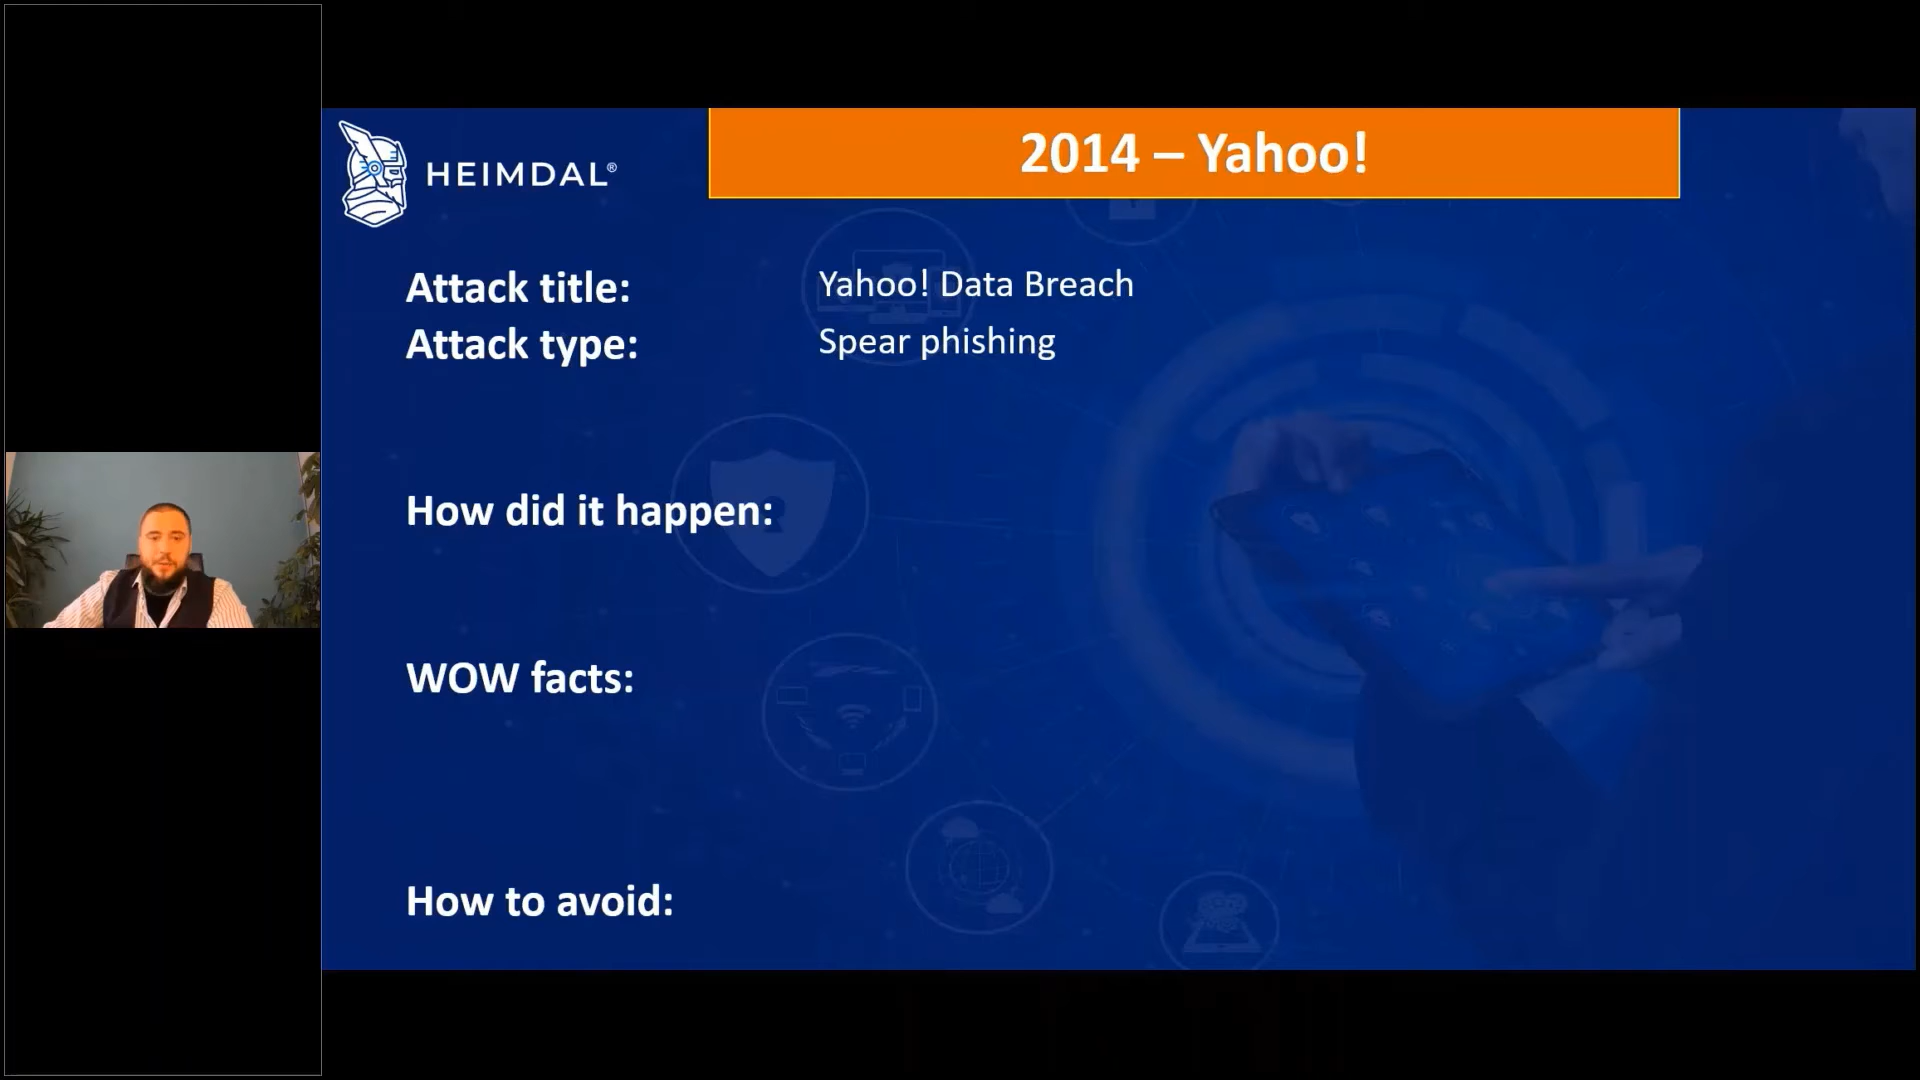 HEIMDAL®
2014 – Yahoo!
Attack title:
Yahoo! Data Breach
Attack type:
Spear phishing
How did it happen:
WOW facts:
How to avoid: